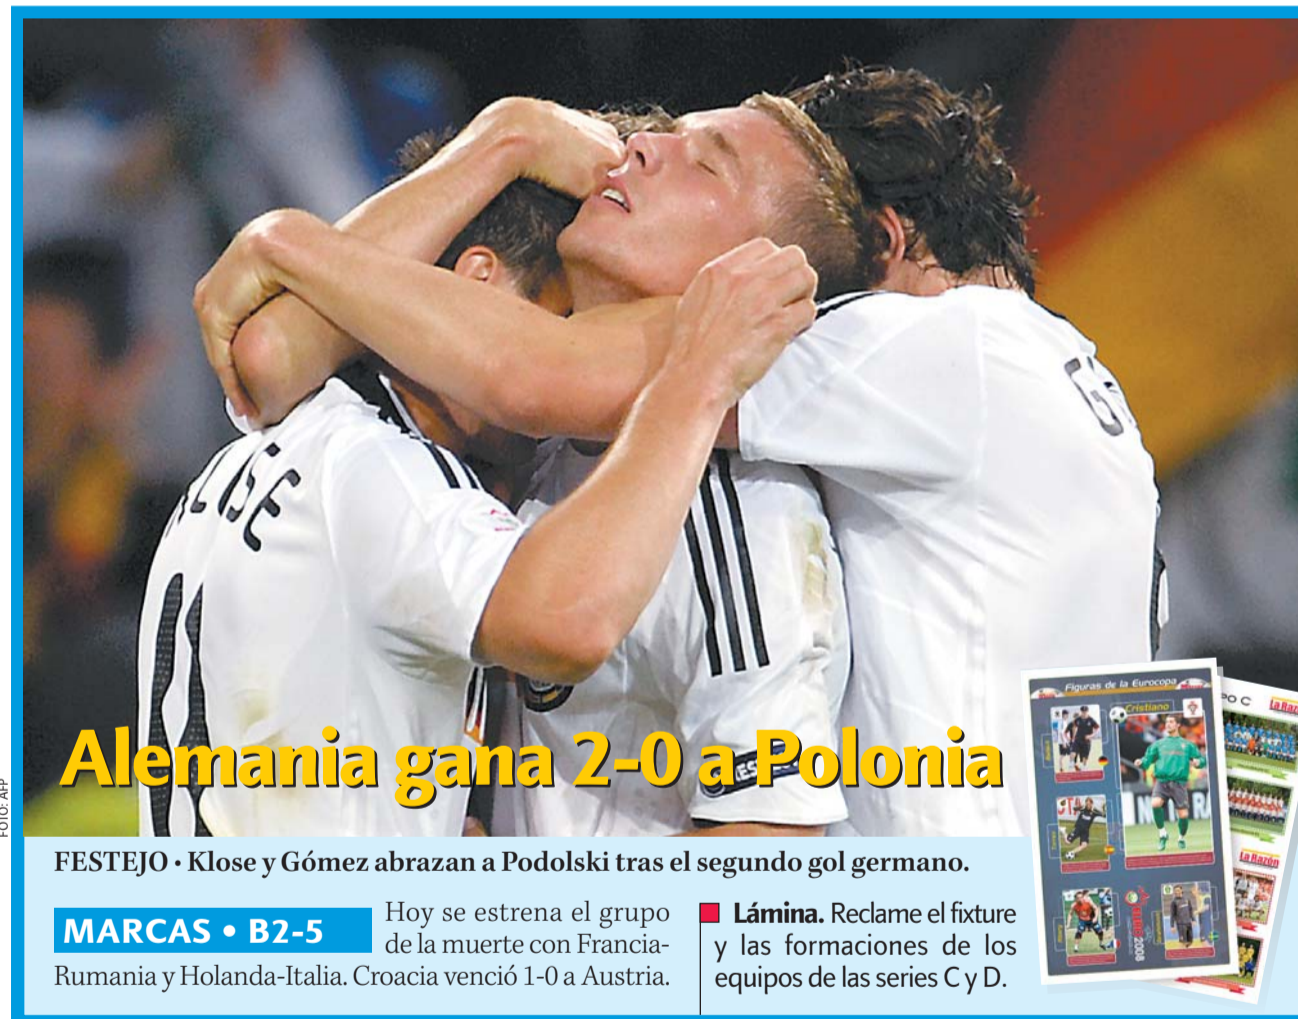 KLOSE
11
G
Alemania gana 2-0 a Polonia
FOTO: AFP
FESTEJO • Klose y Gómez abrazan a Podolski tras el segundo gol germano.
MARCAS • B2-5
Hoy se estrena el grupo
de la muerte con Francia-
Rumania y Holanda-Italia. Croacia venció 1-0 a Austria.
Lámina. Reclame el fixture
y las formaciones de los
equipos de las series C y D.
Figuras de la Eurocopa
Cristiano
2008
PO C
La Razón